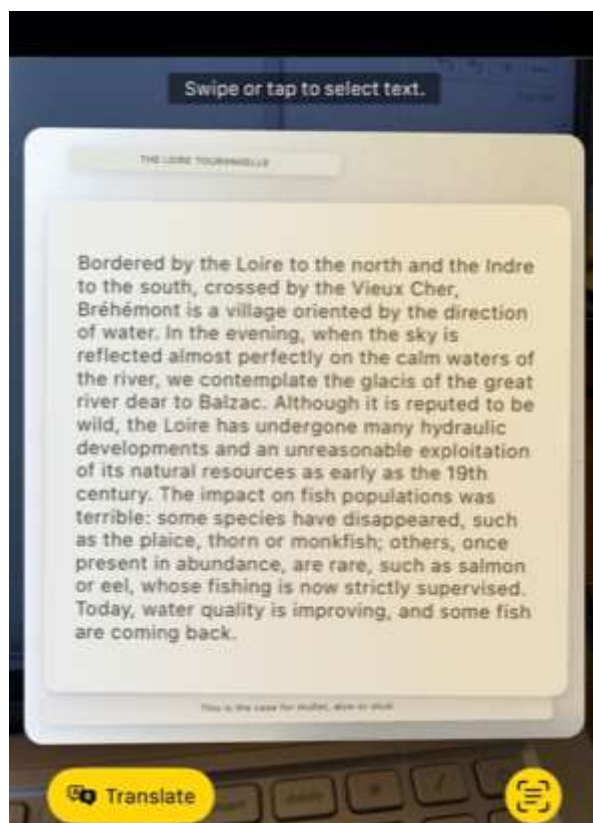 Swipe or tap to select text.
THE LOIRE TOURANGELLE
Bordered by the Loire to the north and the Indre
to the south, crossed by the Vieux Cher,
Bréhémont is a village oriented by the direction
of water. In the evening, when the sky is
reflected almost perfectly on the calm waters of
the river, we contemplate the glacis of the great
river dear to Balzac. Although it is reputed to be
wild, the Loire has undergone many hydraulic
developments and an unreasonable exploitation
of its natural resources as early as the 19th
century. The impact on fish populations was
terrible: some species have disappeared, such
as the plaice, thorn or monkfish; others, once
present in abundance, are rare, such as salmon
or eel, whose fishing is now strictly supervised.
Today, water quality is improving, and some fish
are coming back.
This is the case for mullet, alve or shad
Translate